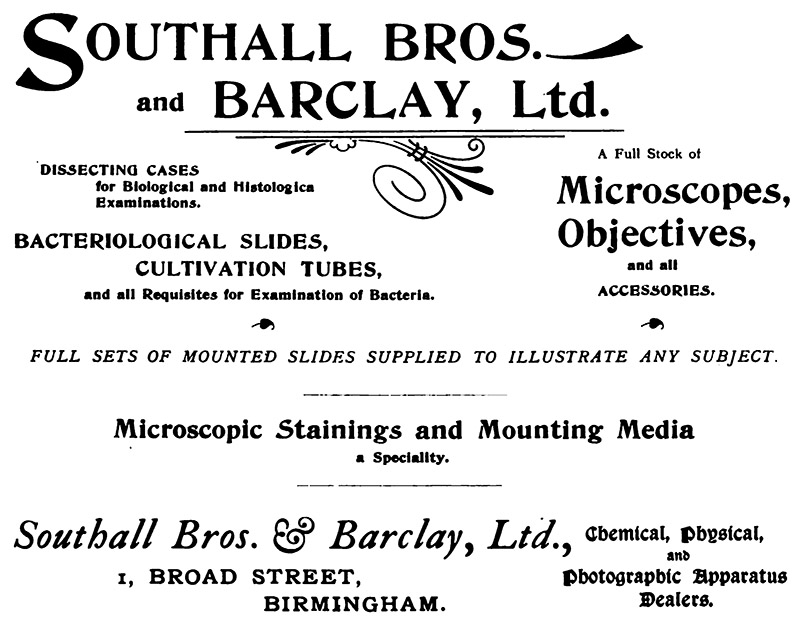 SOUTHALL BROS.
and BARCLAY, Ltd.
DISSECTING CASES
for Biological and Histologica
Examinations.
BACTERIOLOGICAL SLIDES,
CULTIVATION TUBES,
and all Requisites for Examination of Bacteria.
A Full Stock of
Microscopes,
Objectives,
and all
ACCESSORIES.
FULL SETS OF MOUNTED SLIDES SUPPLIED TO ILLUSTRATE ANY SUBJECT.
Microscopic Stainings and Mounting Media
a Speciality.
Southall Bros. & Barclay, Ltd.,
1, BROAD STREET,
BIRMINGHAM.
Chemical, Physical,
and
Photographic Apparatus
Dealers.